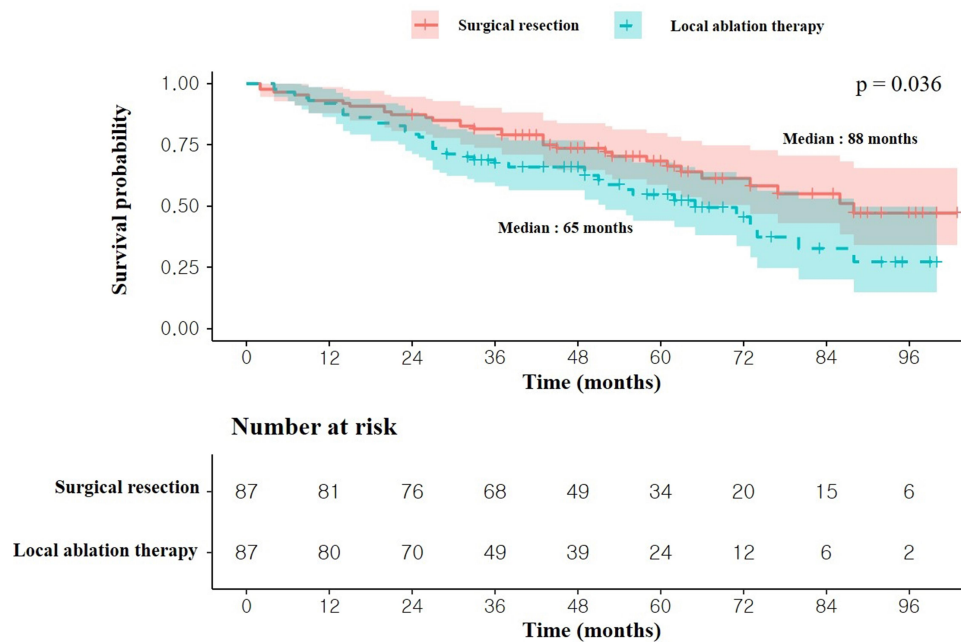 Surgical resection Local ablation therapy
1.00
p = 0.036
Median : 88 months
0.75
0.50
Median : 65 months
0.25
0.00
Survival probability
0 12 24 36 48 60 72 84 96
Time (months)
Number at risk
Surgical resection 87 81 76 68 49 34 20 15 6
Local ablation therapy 87 80 70 49 39 24 12 6 2
0 12 24 36 48 60 72 84 96
Time (months)